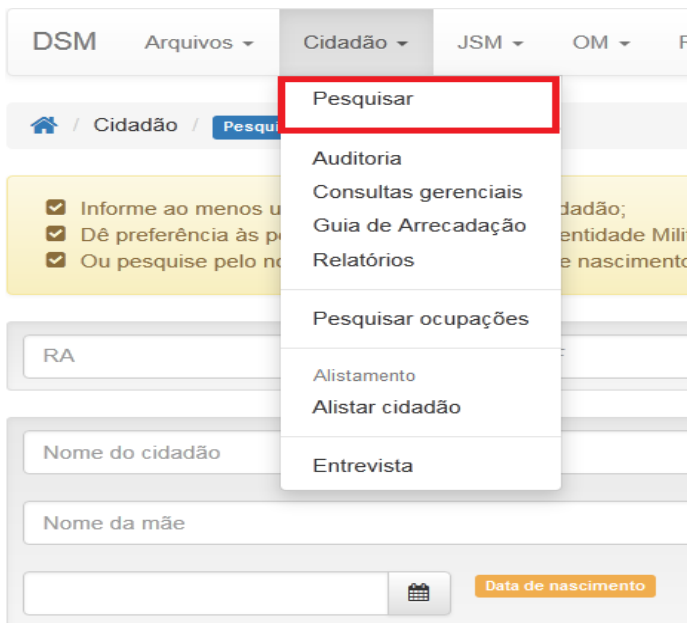 DSM Arquivos Cidadão JSM OM
Pesquisar
Cidadão / Pesqui
Auditoria
Consultas gerenciais
Guia de Arrecadação
Relatórios
Informe ao menos u dadão;
Dê preferência às p entidade Mili
Ou pesquise pelo no e nascimento
Pesquisar ocupações
RA
Alistamento
Alistar cidadão
Nome do cidadão
Entrevista
Nome da mãe
Data de nascimento